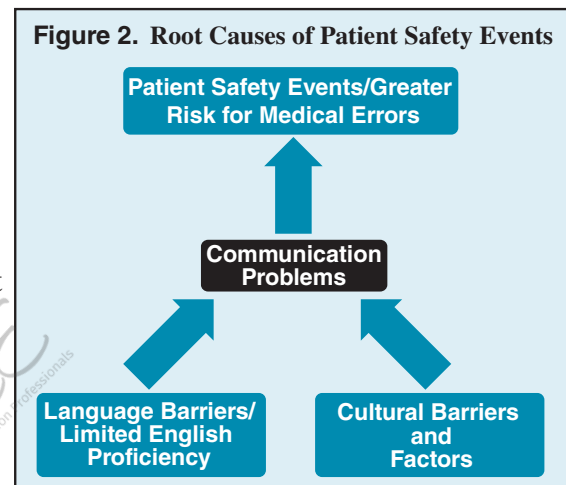 Figure 2. Root Causes of Patient Safety Events
Patient Safety Events/Greater
Risk for Medical Errors
Communication
Problems
t
Language Barriers/
Limited English
Proficiency
Cultural Barriers
and
Factors